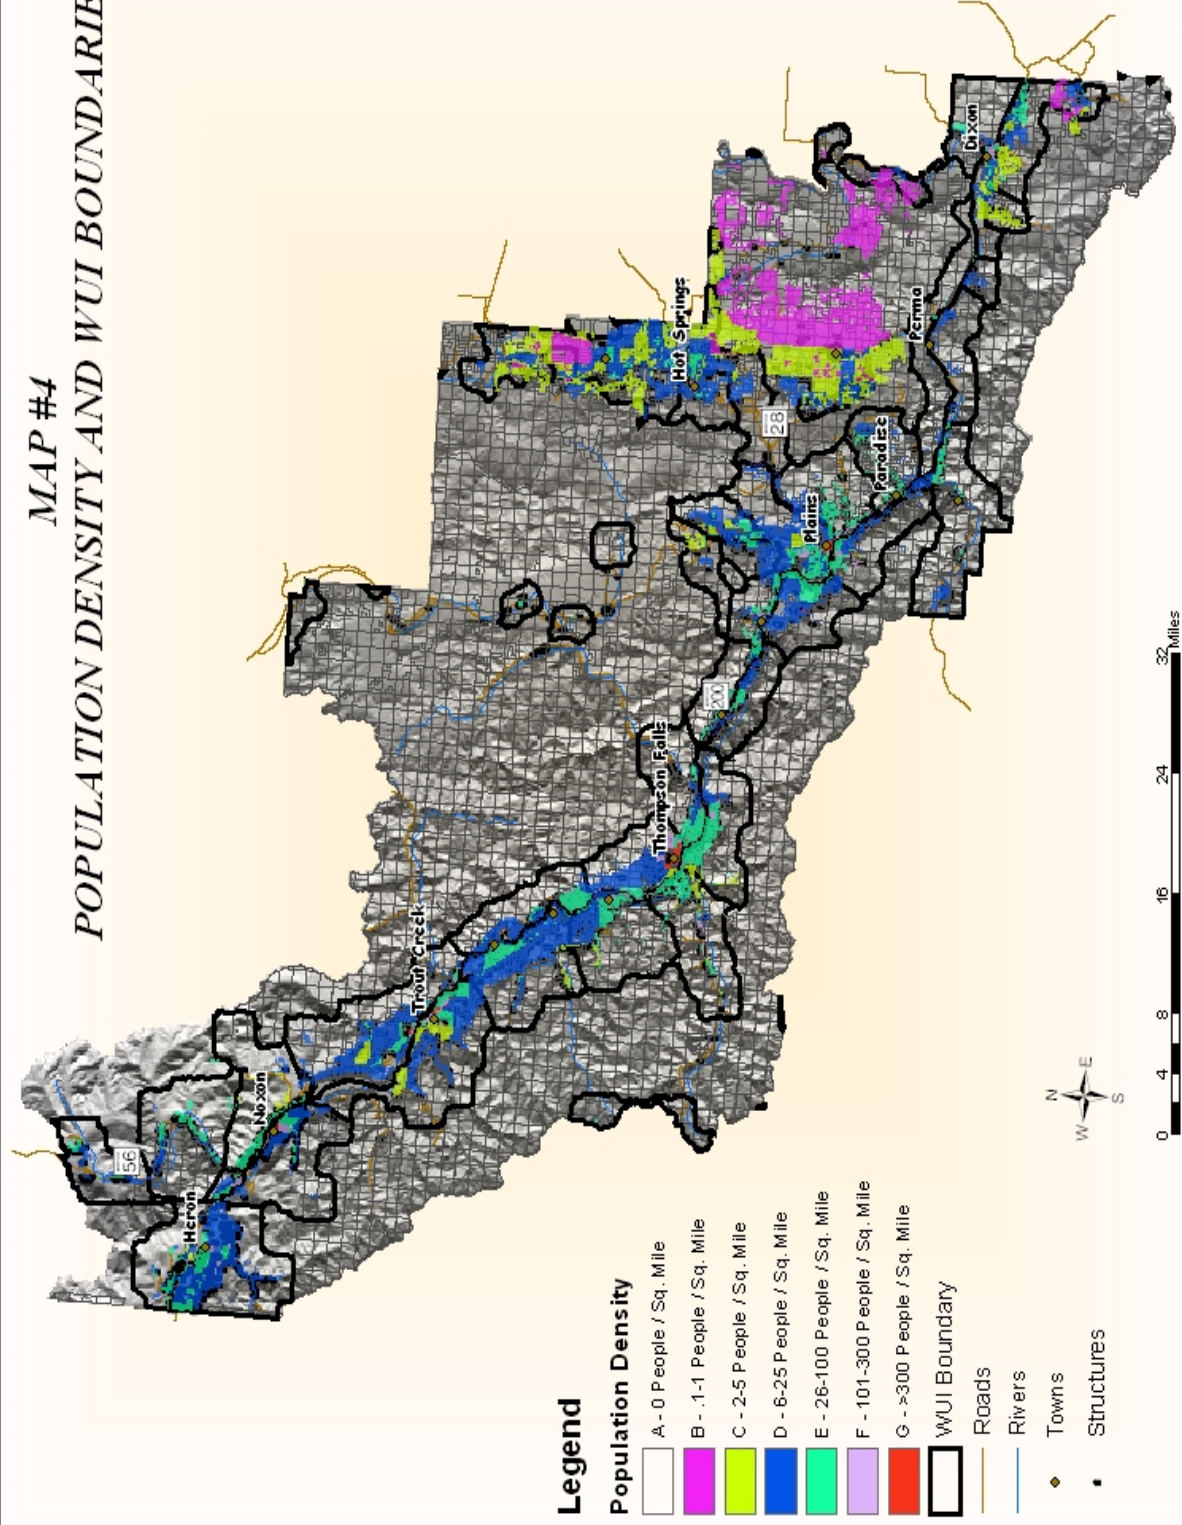 MAP #4
POPULATION DENSITY AND WUI BOUNDARIE
Heron
56
Noxon
Trout Creek
Thompson Falls
200
Plains
Paradise
28
Hot Springs
Perma
Dixon
Legend
Population Density
A - 0 People / Sq. Mile
B - .1-1 People / Sq. Mile
C - 2-5 People / Sq. Mile
D - 6-25 People / Sq. Mile
E - 26-100 People / Sq. Mile
F - 101-300 People / Sq. Mile
G - >300 People / Sq. Mile
WUI Boundary
Roads
Rivers
Towns
Structures
N
W E
S
0 4 8 16 24 32
Miles